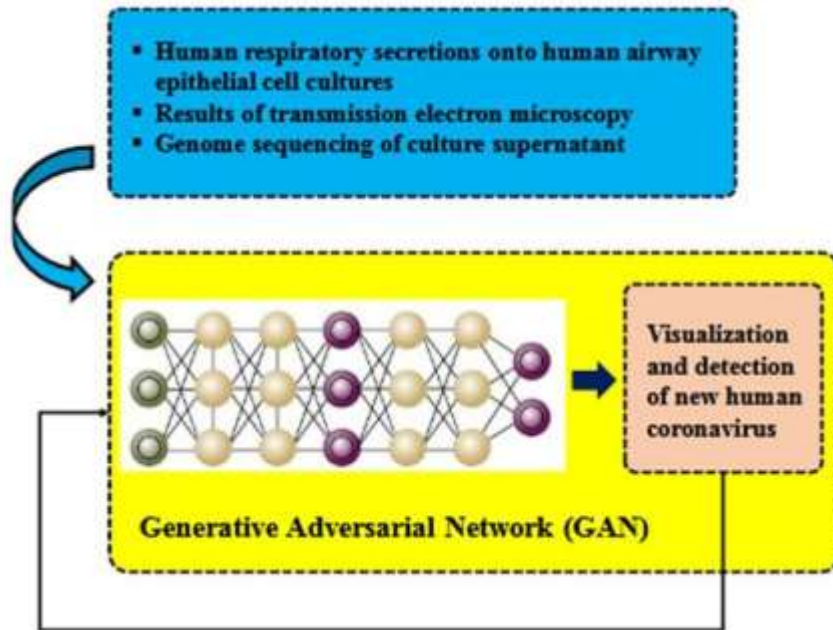 ▪ Human respiratory secretions onto human airway
epithelial cell cultures
▪ Results of transmission electron microscopy
▪ Genome sequencing of culture supernatant
Visualization
and detection
of new human
coronavirus
Generative Adversarial Network (GAN)